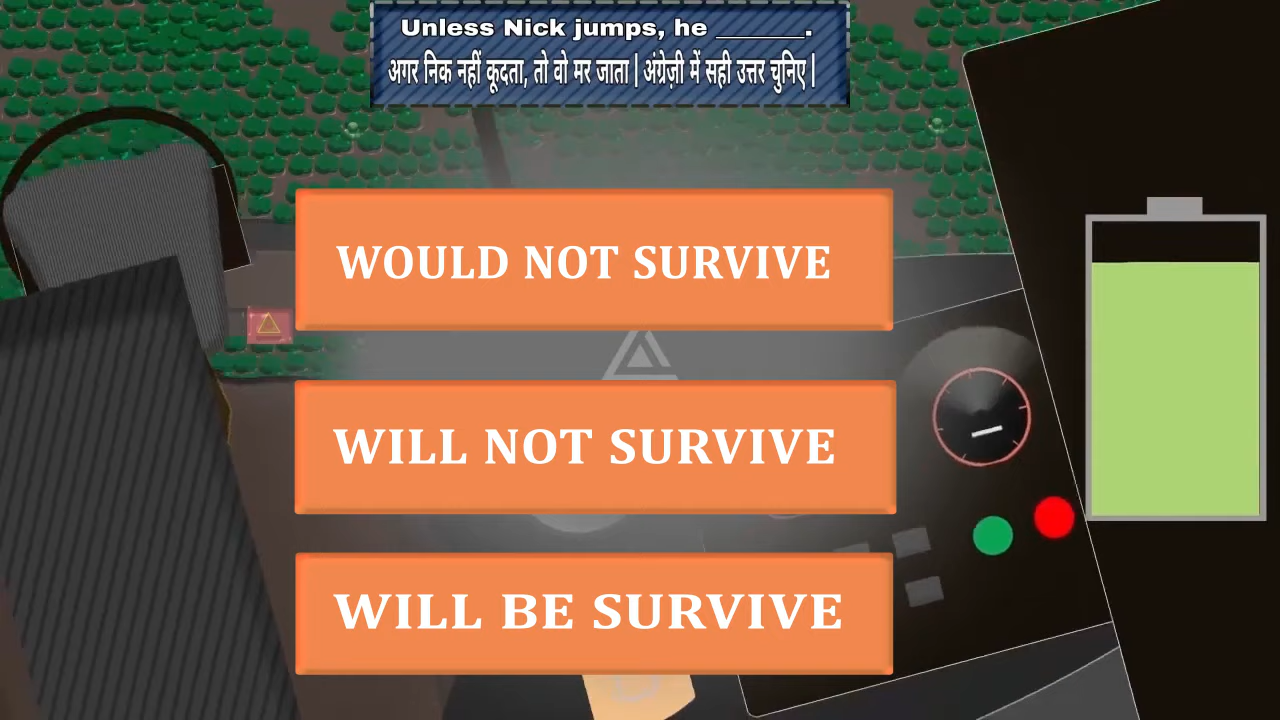 Unless Nick jumps, he _______.
अगर निक नहीं कूदता, तो वो मर जाता | अंग्रेज़ी में सही उत्तर चुनिए |
WOULD NOT SURVIVE
WILL NOT SURVIVE
WILL BE SURVIVE